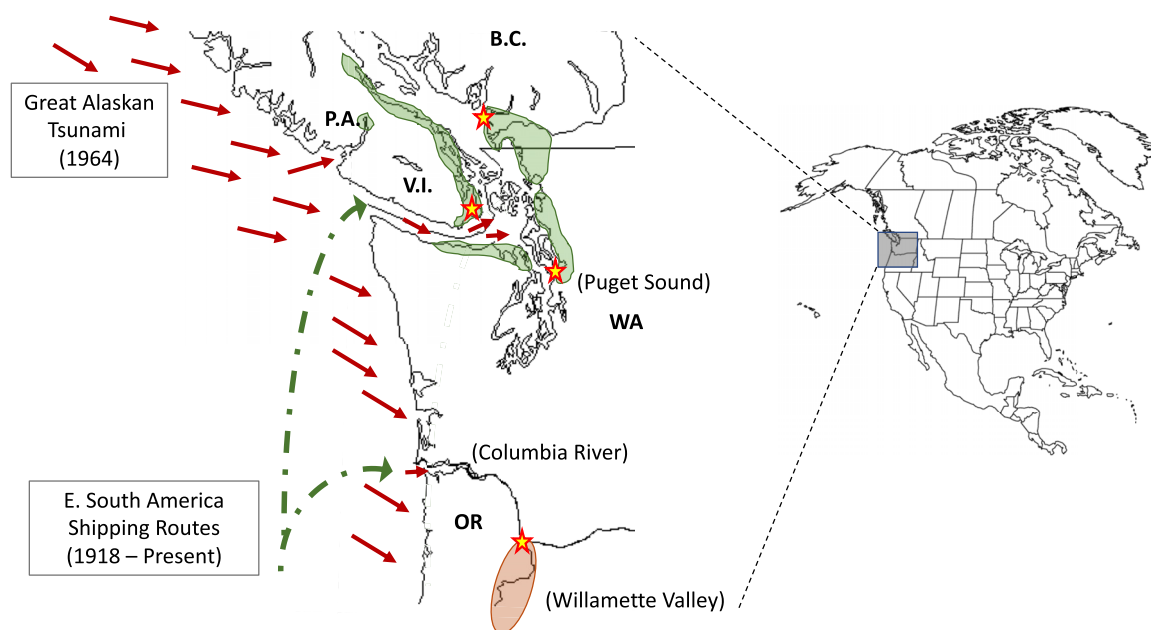 B.C.
Great Alaskan
Tsunami
(1964)
P.A.
V.I.
(Puget Sound)
WA
(Columbia River)
E. South America
Shipping Routes
(1918 – Present)
OR
(Willamette Valley)